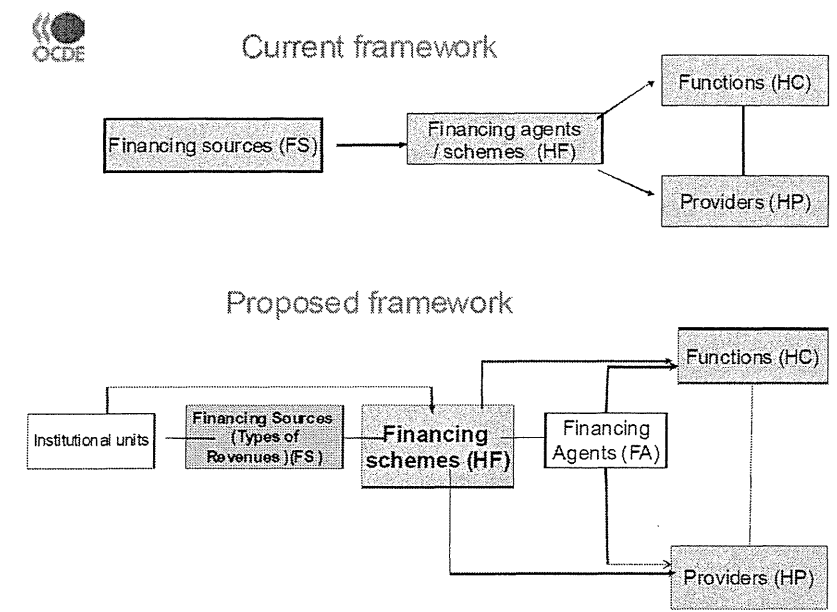 OCDE
Current framework
Functions (HC)
Financing sources (FS)
Financing agents
/ schemes (HF)
Providers (HP)
Proposed framework
Functions (HC)
Institutional units
Financing Sources
(Types of
Revenues )(FS)
Financing
schemes (HF)
Financing
Agents (FA)
Providers (HP)